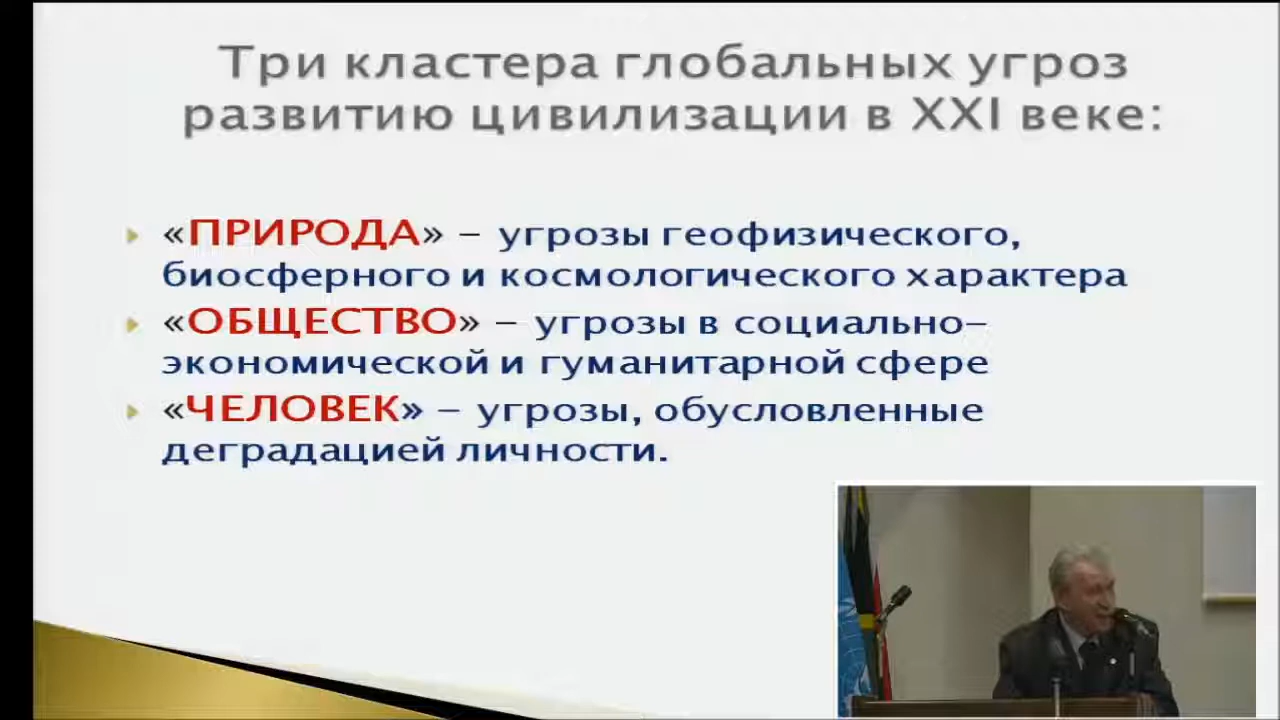 Три кластера глобальных угроз
развитию цивилизации в XXI веке:
«ПРИРОДА» – угрозы геофизического,
биосферного и космологического характера
«ОБЩЕСТВО» – угрозы в социально–
экономической и гуманитарной сфере
«ЧЕЛОВЕК» – угрозы, обусловленные
деградацией личности.